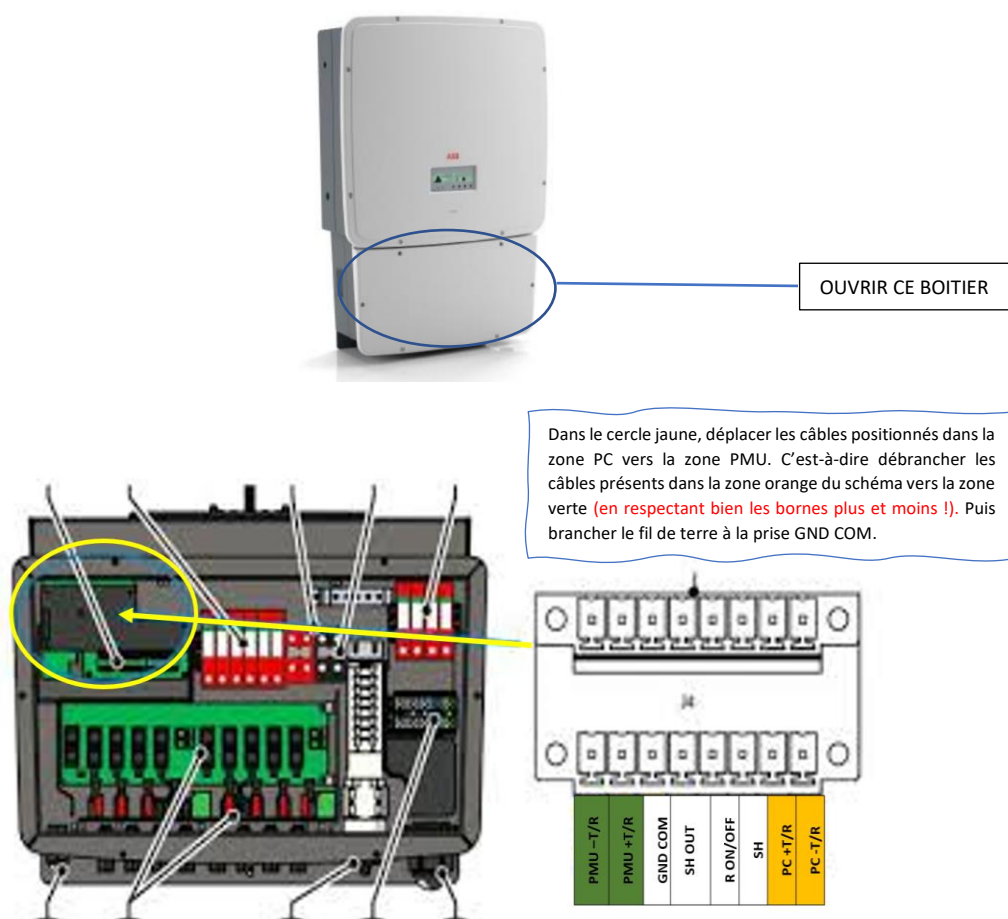 ABB
OUVRIR CE BOITIER
Dans le cercle jaune, déplacer les câbles positionnés dans la
zone PC vers la zone PMU. C’est-à-dire débrancher les
câbles présents dans la zone orange du schéma vers la zone
verte (en respectant bien les bornes plus et moins !). Puis
brancher le fil de terre à la prise GND COM.
J4
PMU –T/R
PMU +T/R
GND COM
SH OUT
R ON/OFF
SH
PC +T/R
PC -T/R